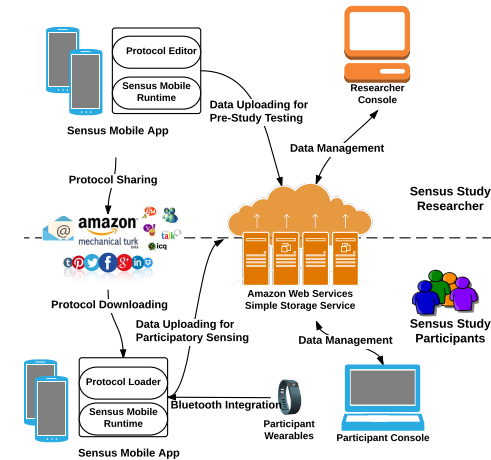 Protocol Editor
Sensus Mobile
Runtime
Sensus Mobile App
Data Uploading for
Pre-Study Testing
Researcher
Console
Data Management
Protocol Sharing
Sensus Study
Researcher
amazon
mechanical turk
beta
talk
icq
Amazon Web Services
Simple Storage Service
Protocol Downloading
Data Uploading for
Participatory Sensing
Sensus Study
Participants
Data Management
Protocol Loader
Sensus Mobile
Runtime
Bluetooth Integration
Participant
Wearables
Participant Console
Sensus Mobile App